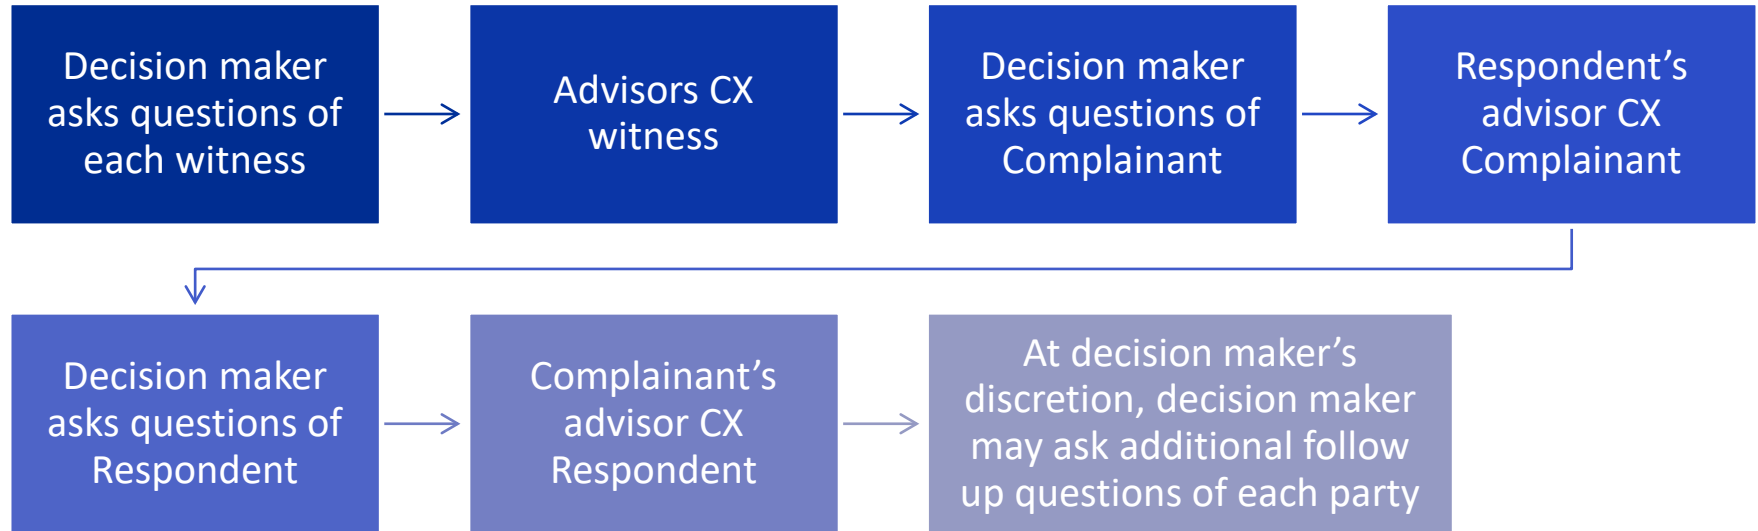 Decision maker
asks questions of
each witness
Advisors CX
witness
Decision maker
asks questions of
Complainant
Respondent’s
advisor CX
Complainant
Decision maker
asks questions of
Respondent
Complainant’s
advisor CX
Respondent
At decision maker’s
discretion, decision maker
may ask additional follow
up questions of each party